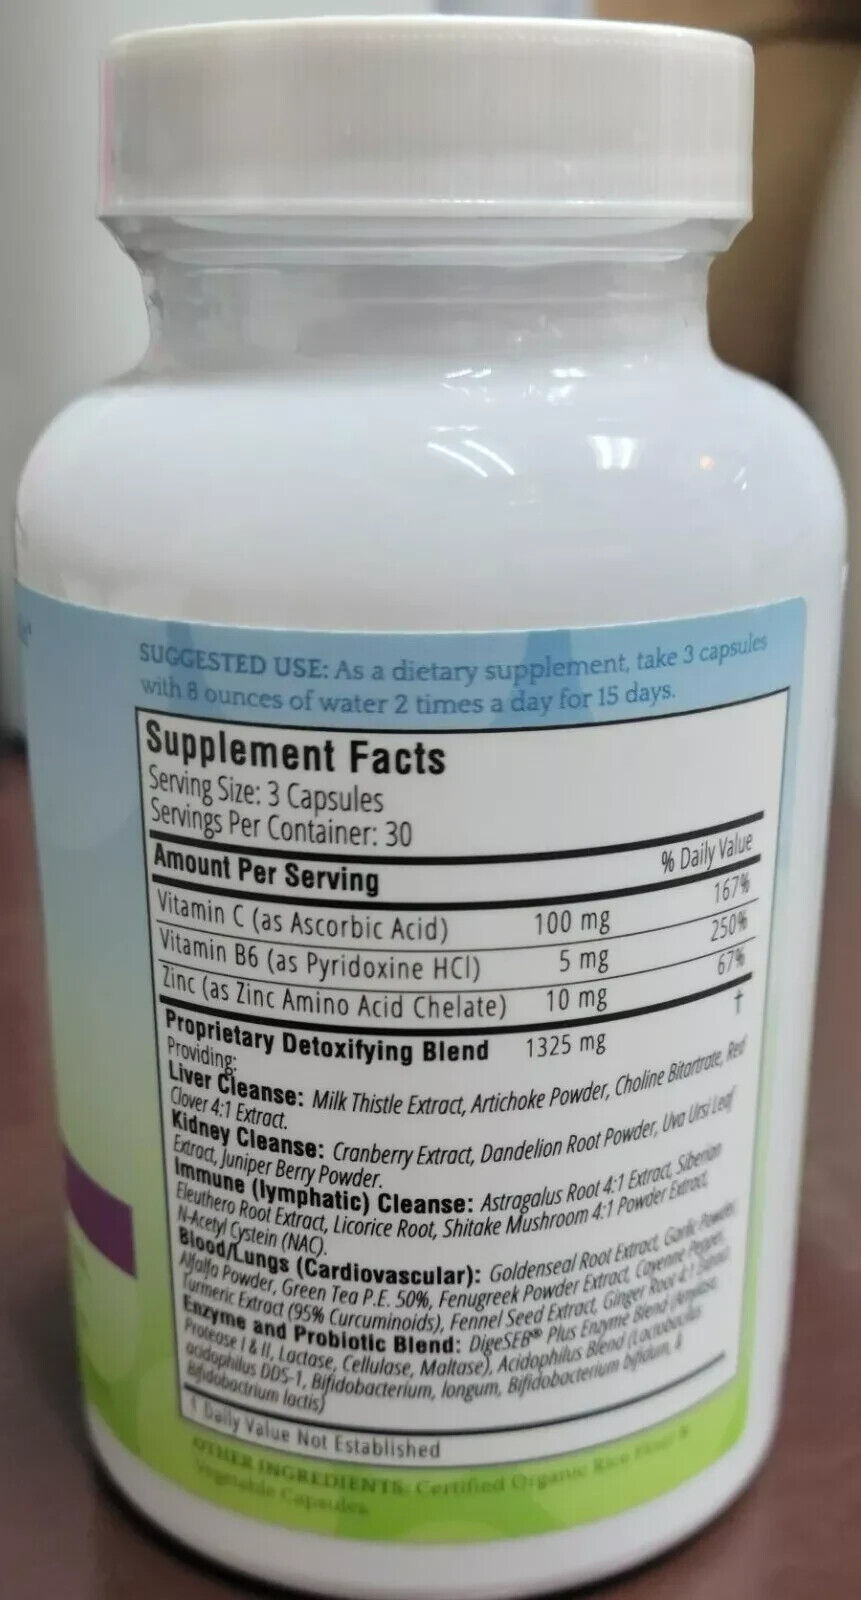 SUGGESTED USE: As a dietary supplement, take 3 capsules
with 8 ounces of water 2 times a day for 15 days.
Supplement Facts
Serving Size: 3 Capsules
Servings Per Container: 30
Amount Per Serving % Daily Value
Vitamin C (as Ascorbic Acid) 100 mg 167%
Vitamin B6 (as Pyridoxine HCl) 5 mg 250%
Zinc (as Zinc Amino Acid Chelate) 10 mg 67%
Proprietary Detoxifying Blend 1325 mg †
Providing:
Liver Cleanse: Milk Thistle Extract, Artichoke Powder, Choline Bitartrate, Red
Clover 4:1 Extract.
Kidney Cleanse: Cranberry Extract, Dandelion Root Powder, Uva Ursi Leaf
Extract, Juniper Berry Powder.
Immune (lymphatic) Cleanse: Astragalus Root 4:1 Extract, Siberian
Eleuthero Root Extract, Licorice Root, Shitake Mushroom 4:1 Powder Extract,
N-Acetyl Cystein (NAC).
Blood/Lungs (Cardiovascular): Goldenseal Root Extract, Garlic Powder,
Alfalfa Powder, Green Tea P.E. 50%, Fenugreek Powder Extract, Cayenne Pepper,
Turmeric Extract (95% Curcuminoids), Fennel Seed Extract, Ginger Root 4:1
Enzyme and Probiotic Blend: DigeSEB® Plus Enzyme Blend (Amylase,
Protease I & II, Lactase, Cellulase, Maltase), Acidophilus Blend (Lactobacillus
acidophilus DDS-1, Bifidobacterium, longum, Bifidobacterium bifidum, &
Bifidobactrium lactis)
† Daily Value Not Established
OTHER INGREDIENTS: Certified Organic Rice &
Vegetable Capsules.